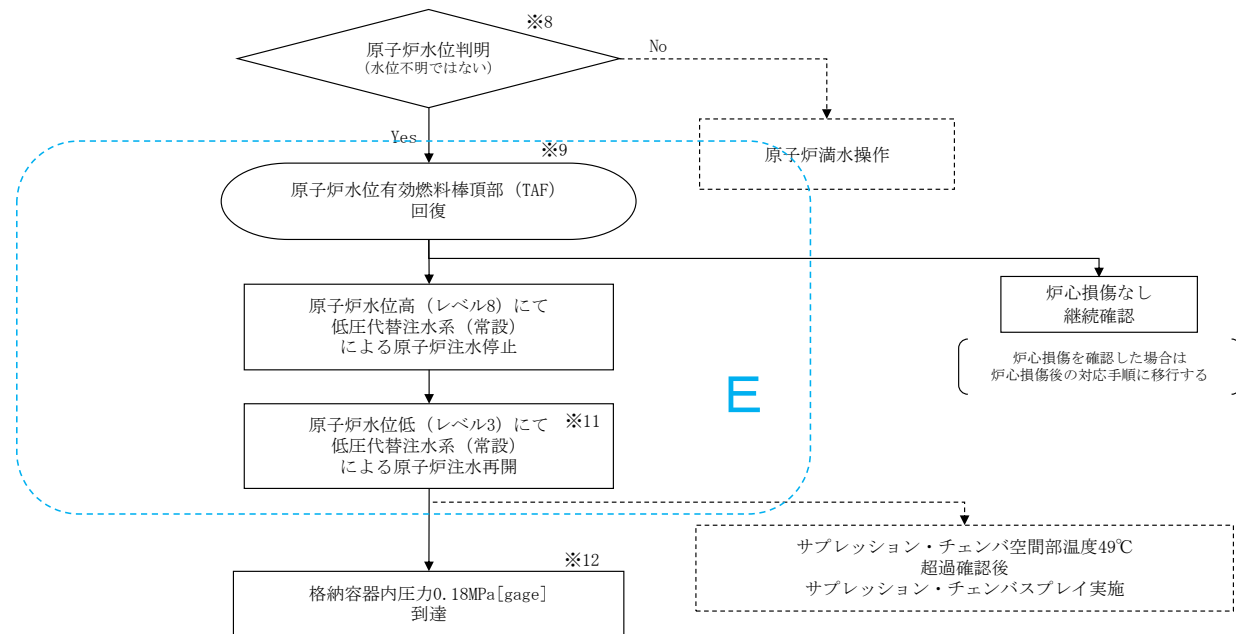 ※8
原子炉水位判明
(水位不明ではない)
No
Yes
原子炉満水操作
※9
原子炉水位有効燃料棒頂部 (TAF)
回復
原子炉水位高 (レベル8) にて
低圧代替注水系 (常設)
による原子炉注水停止
炉心損傷なし
継続確認
炉心損傷を確認した場合は
炉心損傷後の対応手順に移行する
E
原子炉水位低 (レベル3) にて
※11
低圧代替注水系 (常設)
による原子炉注水再開
サプレッション・チェンバ空間部温度49℃
超過確認後
サプレッション・チェンバスプレイ実施
※12
格納容器内圧力0.18MPa[gage]
到達